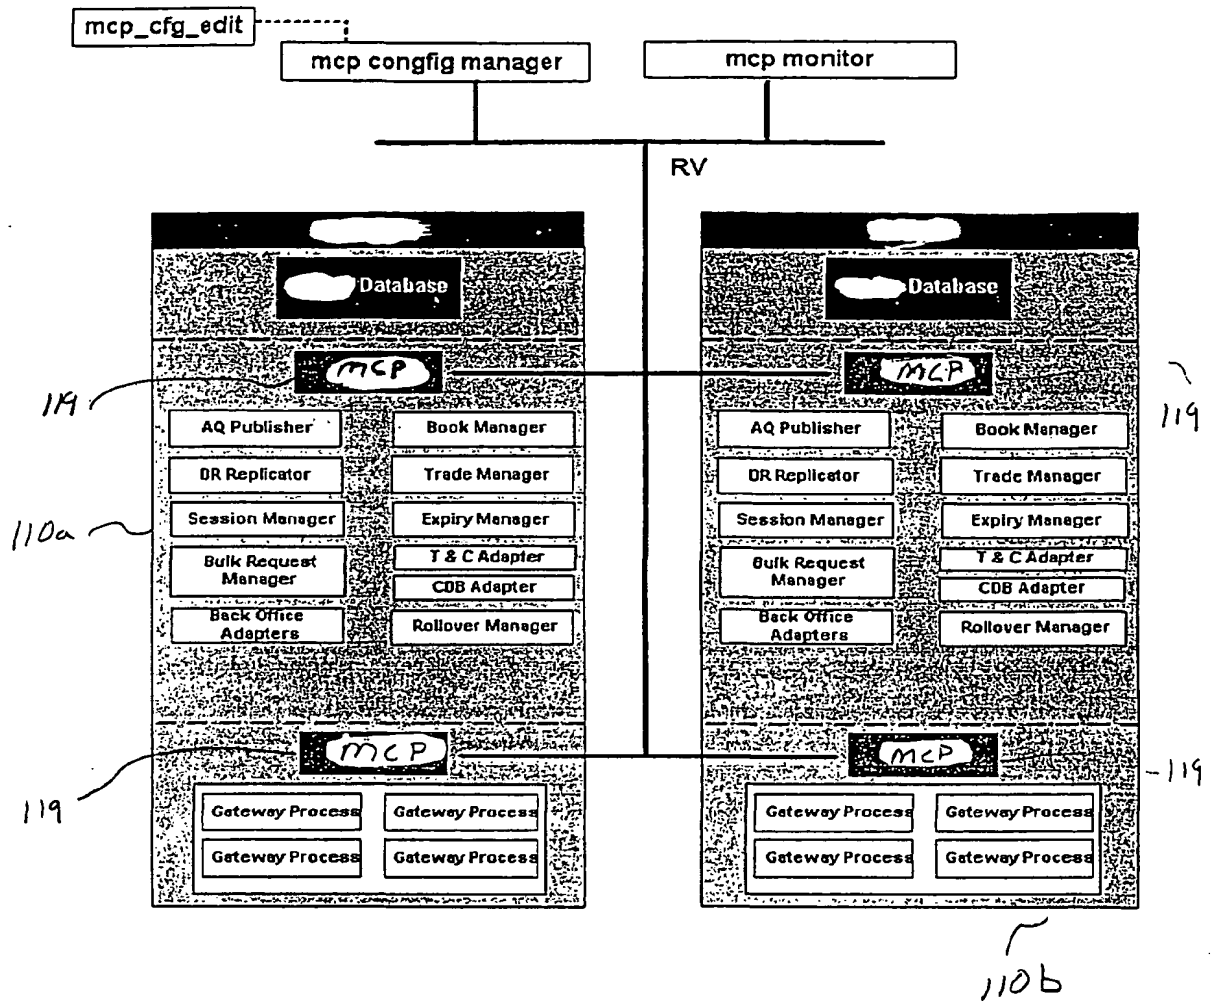 mcp_cfg_edit
mcp congfig manager
mcp monitor
RV
Database
MCP
119
AQ Publisher
Book Manager
DR Replicator
Trade Manager
Session Manager
Expiry Manager
Bulk Request
Manager
T & C Adapter
CDB Adapter
Back Office
Adapters
Rollover Manager
110a
MCP
119
Gateway Process
Gateway Process
Gateway Process
Gateway Process
Database
MCP
119
AQ Publisher
Book Manager
DR Replicator
Trade Manager
Session Manager
Expiry Manager
Bulk Request
Manager
T & C Adapter
CDB Adapter
Back Office
Adapters
Rollover Manager
MCP
119
Gateway Process
Gateway Process
Gateway Process
Gateway Process
110b